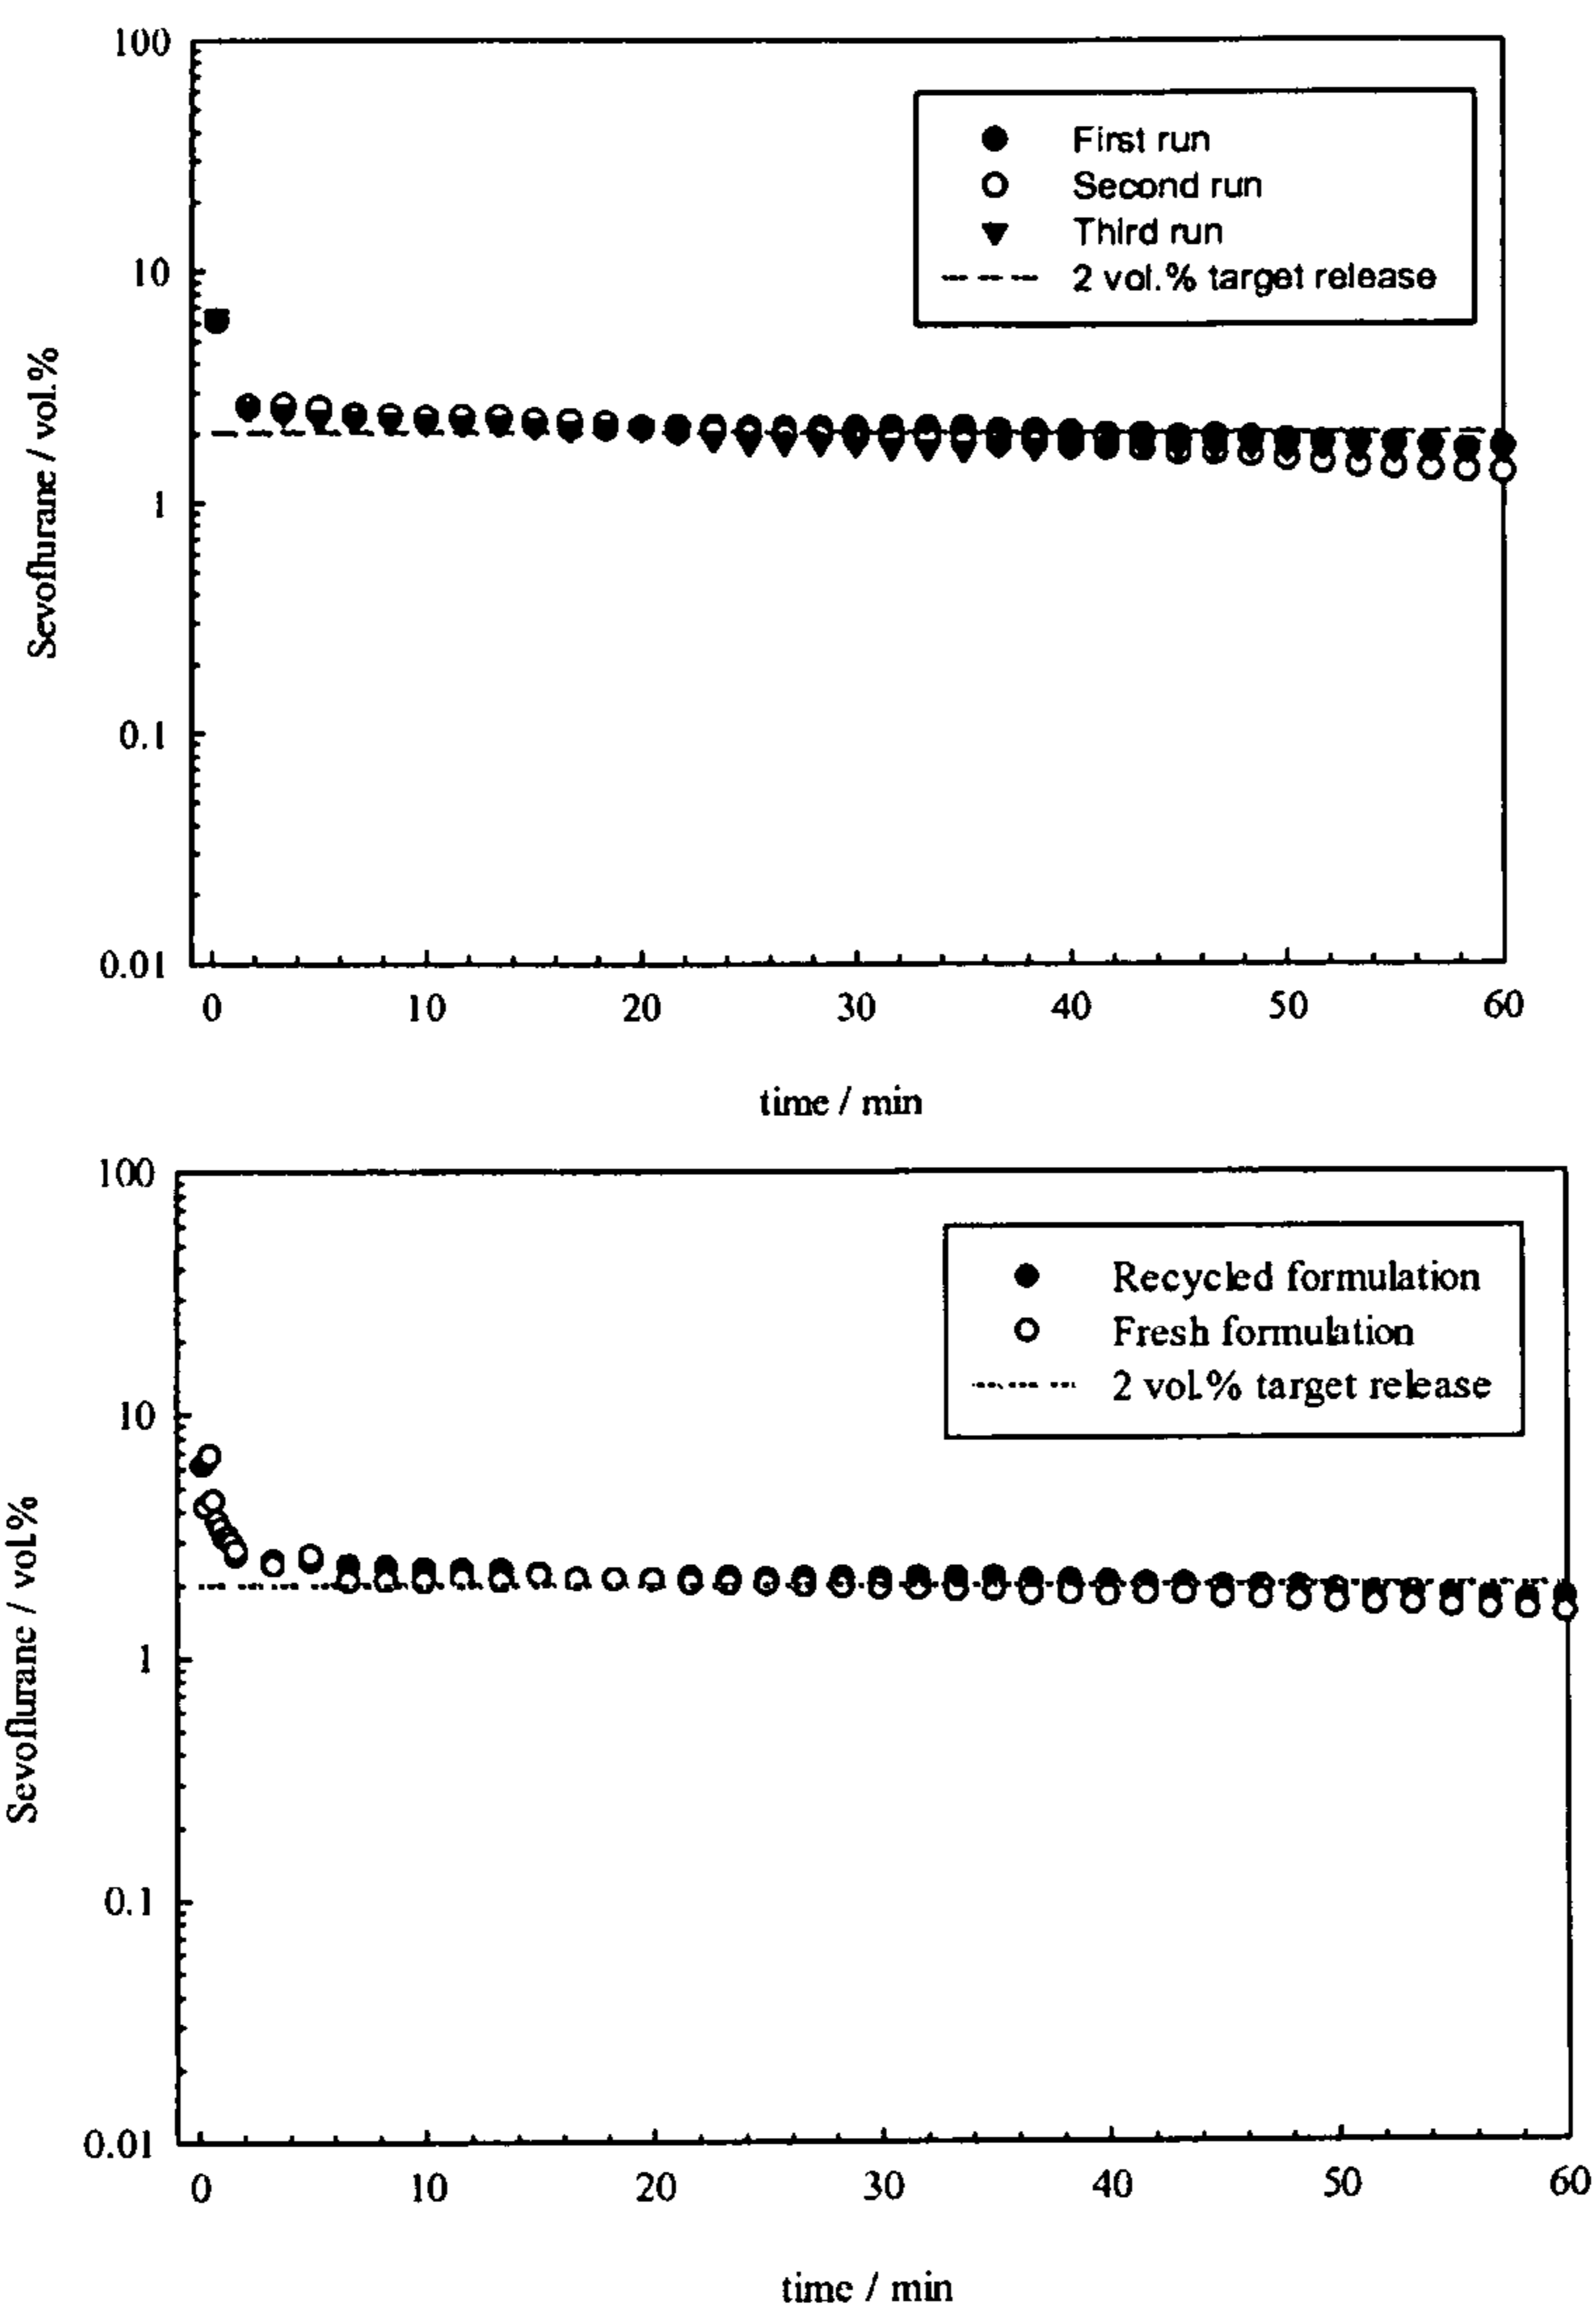 100
First run
Second run
Third run
2 vol.% target release
10
1
0.1
0.01
Sevoflurane / vol.%
0 10 20 30 40 50 60
time / min
100
Recycled formulation
Fresh formulation
2 vol.% target release
10
1
0.1
0.01
Sevoflurane / vol.%
0 10 20 30 40 50 60
time / min